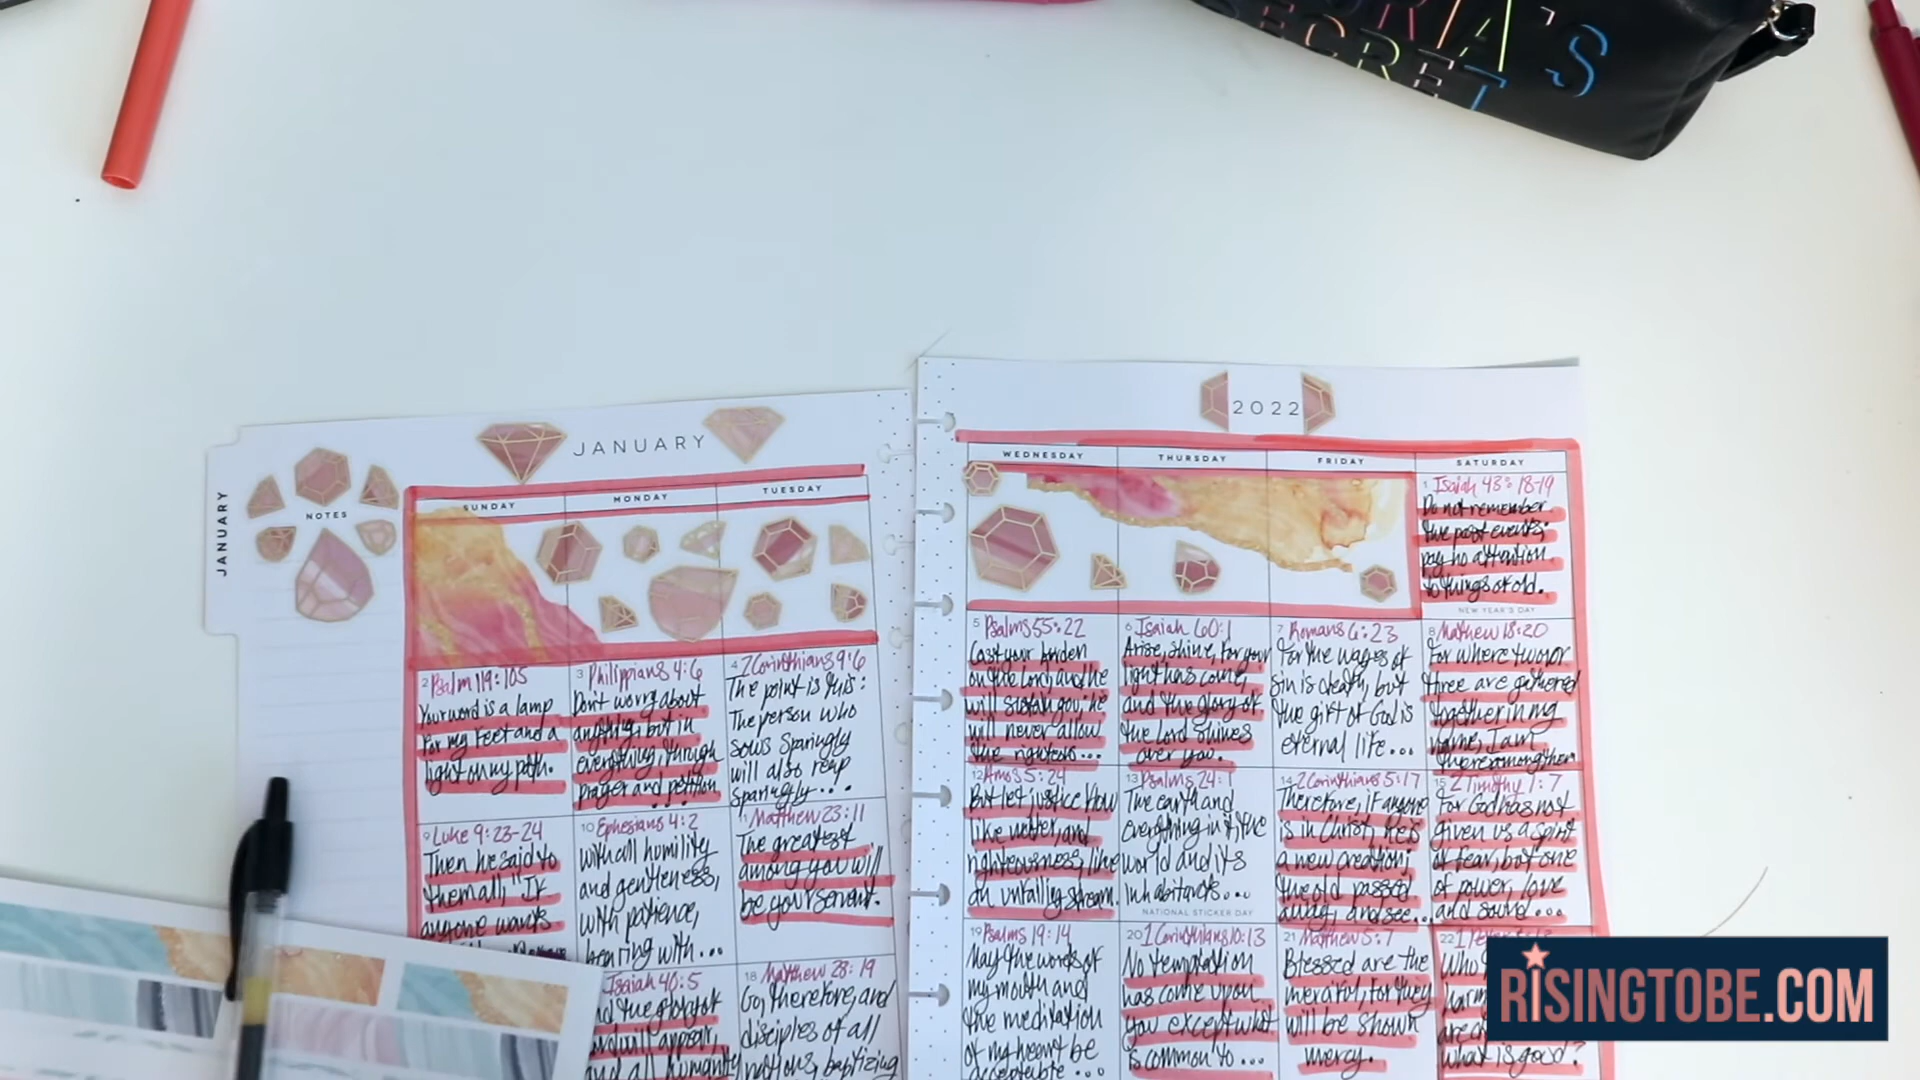 RIA'S
SECRET
JANUARY
NOTES
JANUARY
SUNDAY
MONDAY
TUESDAY
2 Psalm 119:105
Your word is a lamp
for my feet and a
light on my path.
3 Philippians 4:6
Don't worry about
anything, but in
everything, through
prayer and petition
...
4 2 Corinthians 9:6
The point is this:
The person who
sows sparingly
will also reap
sparingly...
9 Luke 9:23-24
Then he said to
them all, "If
anyone wants
10 Ephesians 4:2
with all humility
and gentleness,
with patience,
bearing with...
11 Matthew 23:11
The greatest
among you will
be your servant.
Isaiah 40:5
the glory of
will appear,
and all humanity
18 Matthew 28:19
Go, therefore, and
disciples of all
nations, baptizing
2022
WEDNESDAY
THURSDAY
FRIDAY
SATURDAY
1 Isaiah 43:18-19
Do not remember
the past events;
pay no attention
to things of old.
NEW YEAR'S DAY
5 Psalms 55:22
Cast your burden
on the Lord, and he
will sustain you; he
will never allow
the righteous...
6 Isaiah 60:1
Arise, shine, for your
light has come,
and the glory of
the Lord shines
over you.
7 Romans 6:23
For the wages of
sin is death, but
the gift of God is
eternal life...
8 Matthew 18:20
For where two or
three are gathered
together in my
name, I am
there among them.
12 Amos 5:24
But let justice flow
like water, and
righteousness, like
an unfailing stream.
13 Psalms 24:1
The earth and
everything in it, the
world and its
inhabitants...
NATIONAL STICKER DAY
14 2 Corinthians 5:17
Therefore, if anyone
is in Christ, he is
a new creation;
the old passed
away, and see...
15 2 Timothy 1:7
For God has not
given us a spirit
of fear, but one
of power, love
and sound...
19 Psalms 19:14
May the words of
my mouth and
the meditation
of my heart be
acceptable...
20 1 Corinthians 10:13
No temptation
has come upon
you except what
is common to...
21 Matthew 5:7
Blessed are the
merciful, for they
will be shown
mercy.
22 1
Who
what is good?
RISINGTOBE.COM